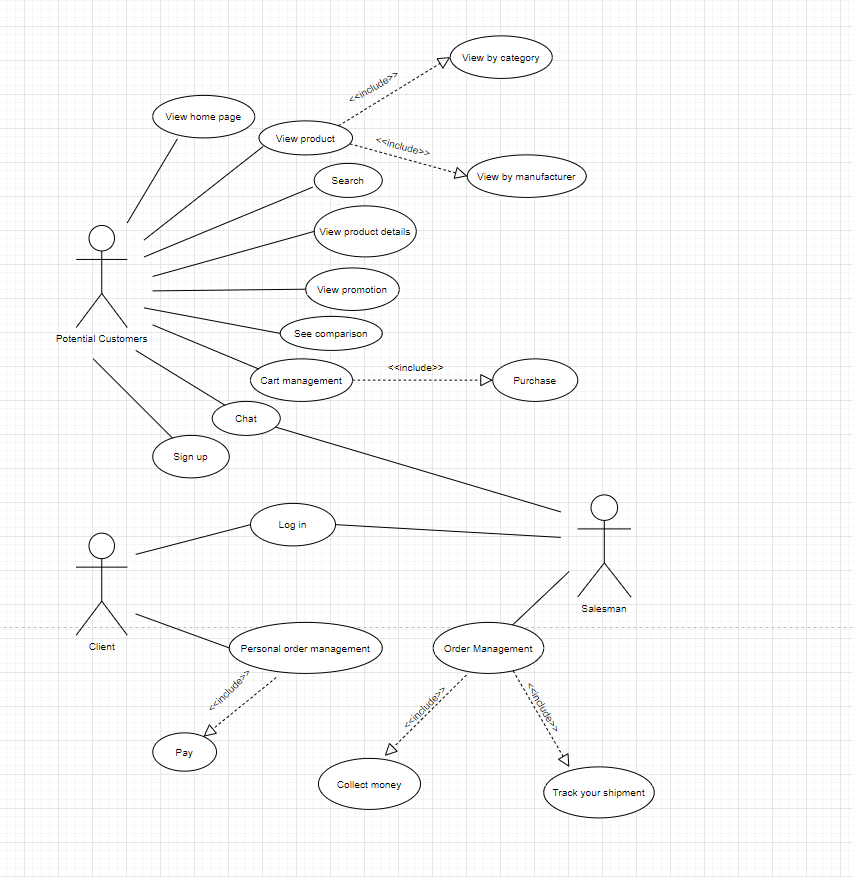 View by category
<<include>>
View home page
View product
<<include>>
View by manufacturer
Search
View product details
View promotion
See comparison
Potential Customers
<<include>>
Cart management
Purchase
Chat
Sign up
Log in
Salesman
Client
Personal order management
Order Management
<<include>>
<<include>>
<<include>>
Pay
Collect money
Track your shipment